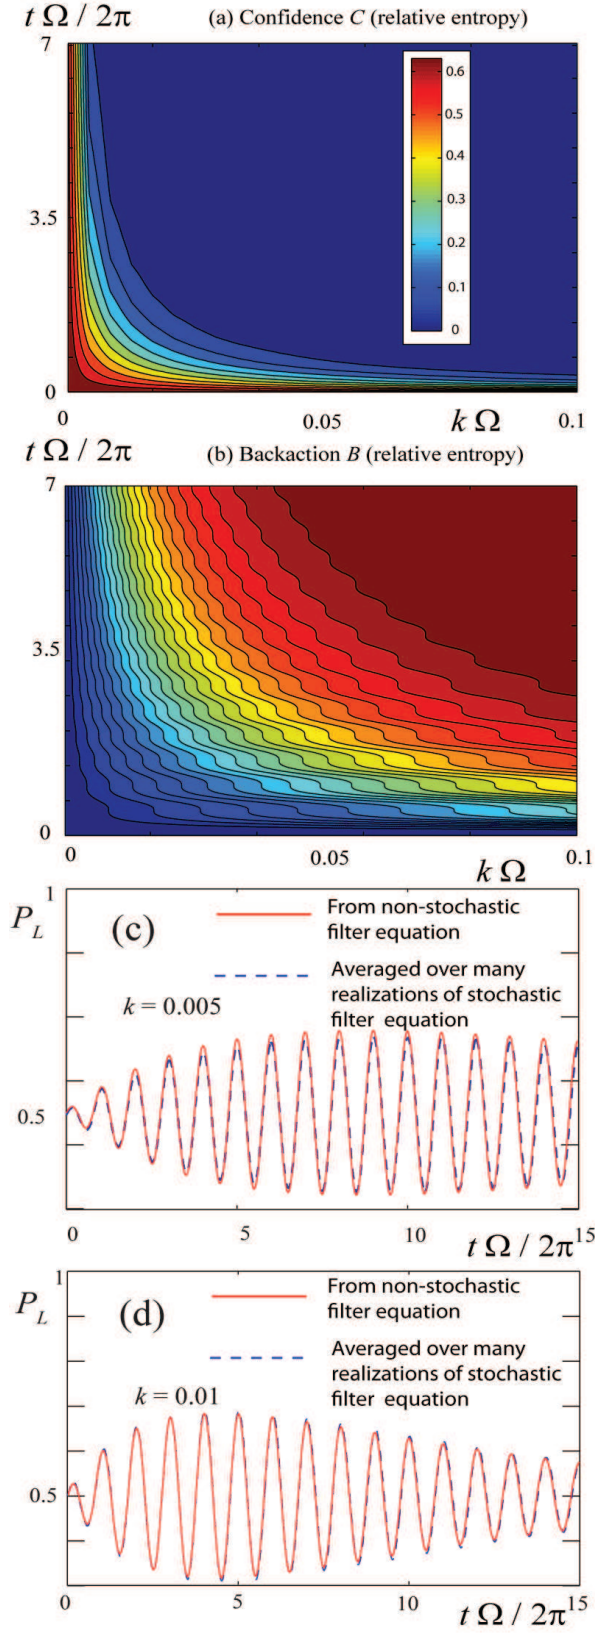 t Ω / 2π
(a) Confidence C (relative entropy)
7
3.5
0
0.6
0.5
0.4
0.3
0.2
0.1
0
0
0.05
0.1
k Ω
t Ω / 2π
(b) Backaction B (relative entropy)
7
3.5
0
0
0.05
0.1
k Ω
1
P_L
(c)
From non-stochastic
filter equation
Averaged over many
realizations of stochastic
filter equation
k = 0.005
0.5
0
5
10
15
t Ω / 2π
1
P_L
(d)
From non-stochastic
filter equation
Averaged over many
realizations of stochastic
filter equation
k = 0.01
0.5
0
5
10
15
t Ω / 2π